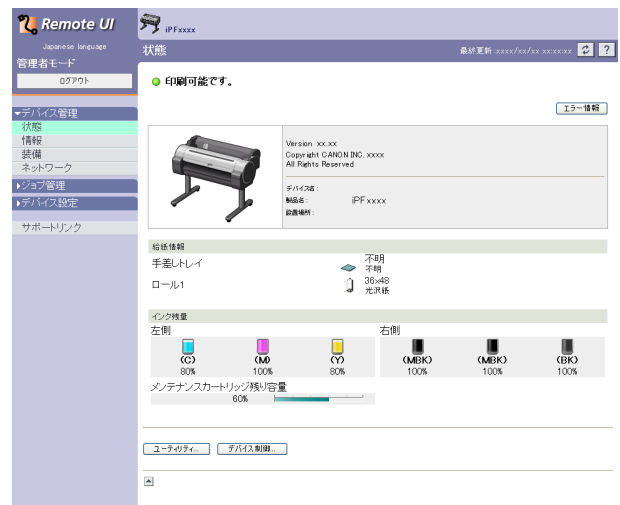 Remote UI
Japanese language
管理者モード
ログアウト
▼デバイス管理
状態
情報
装備
ネットワーク
▶ジョブ管理
▶デバイス設定
サポートリンク
iPFxxxx
状態
最終更新 :xxxx/xx/xx xx:xx:xx
?
印刷可能です。
エラー情報
Version xx.xx
Copyright CANON INC. xxxx
All Rights Reserved
デバイス名 :
製品名 : iPFxxxx
設置場所 :
給紙情報
手差しトレイ 不明
不明
ロール1 36x48
光沢紙
インク残量
左側 右側
(C) (M) (Y) (MBK) (MBK) (BK)
80% 100% 80% 100% 100% 100%
メンテナンスカートリッジ残り容量
60%
ユーティリティ... デバイス制御...